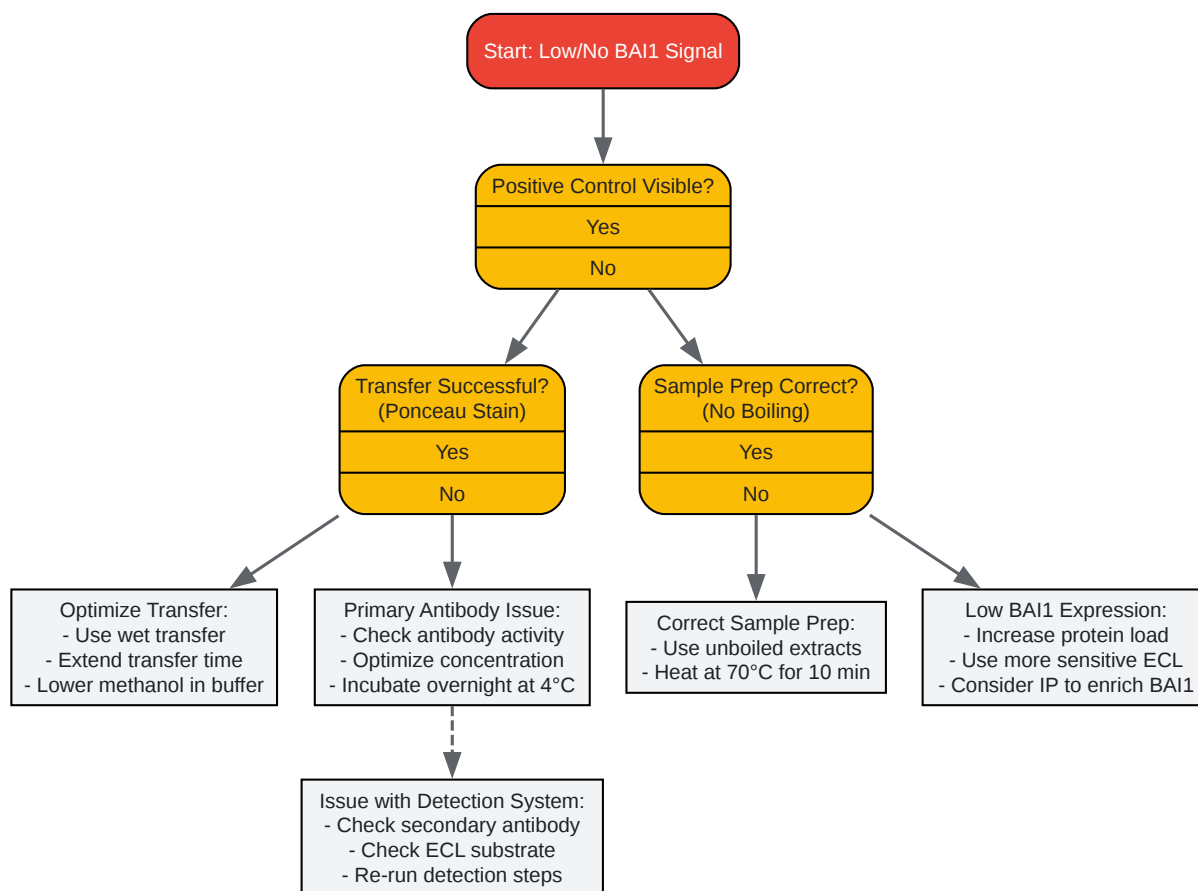 Start: Low/No BAI1 Signal
Positive Control Visible?
Yes
No
Transfer Successful?
(Ponceau Stain)
Yes
No
Sample Prep Correct?
(No Boiling)
Yes
No
Optimize Transfer:
- Use wet transfer
- Extend transfer time
- Lower methanol in buffer
Primary Antibody Issue:
- Check antibody activity
- Optimize concentration
- Incubate overnight at 4°C
Correct Sample Prep:
- Use unboiled extracts
- Heat at 70°C for 10 min
Low BAI1 Expression:
- Increase protein load
- Use more sensitive ECL
- Consider IP to enrich BAI1
Issue with Detection System:
- Check secondary antibody
- Check ECL substrate
- Re-run detection steps